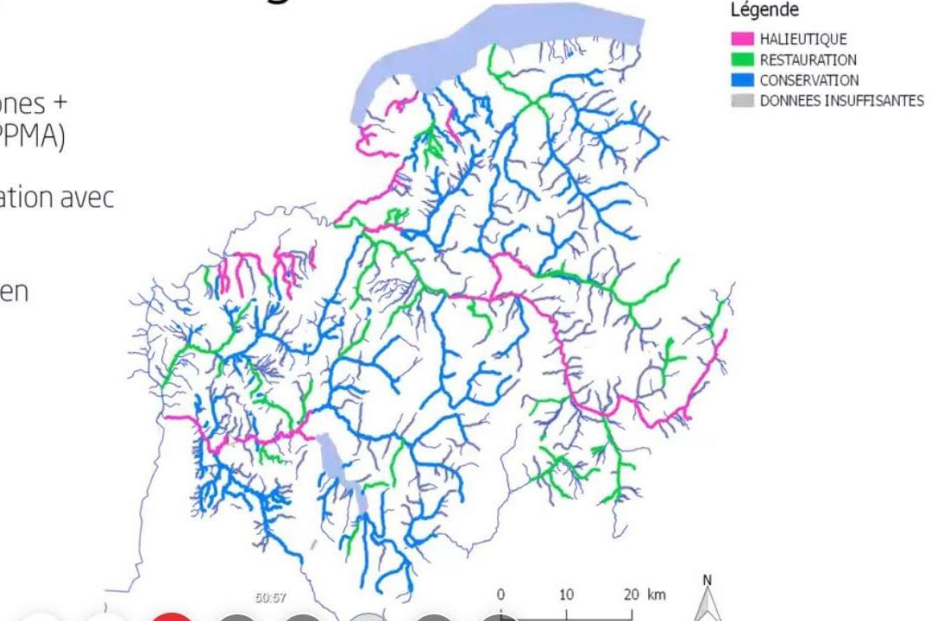 ones +
PPMA)
ation avec
en
Légende
HALIEUTIQUE
RESTAURATION
CONSERVATION
DONNEES INSUFFISANTES
50:57
0 10 20 km
N